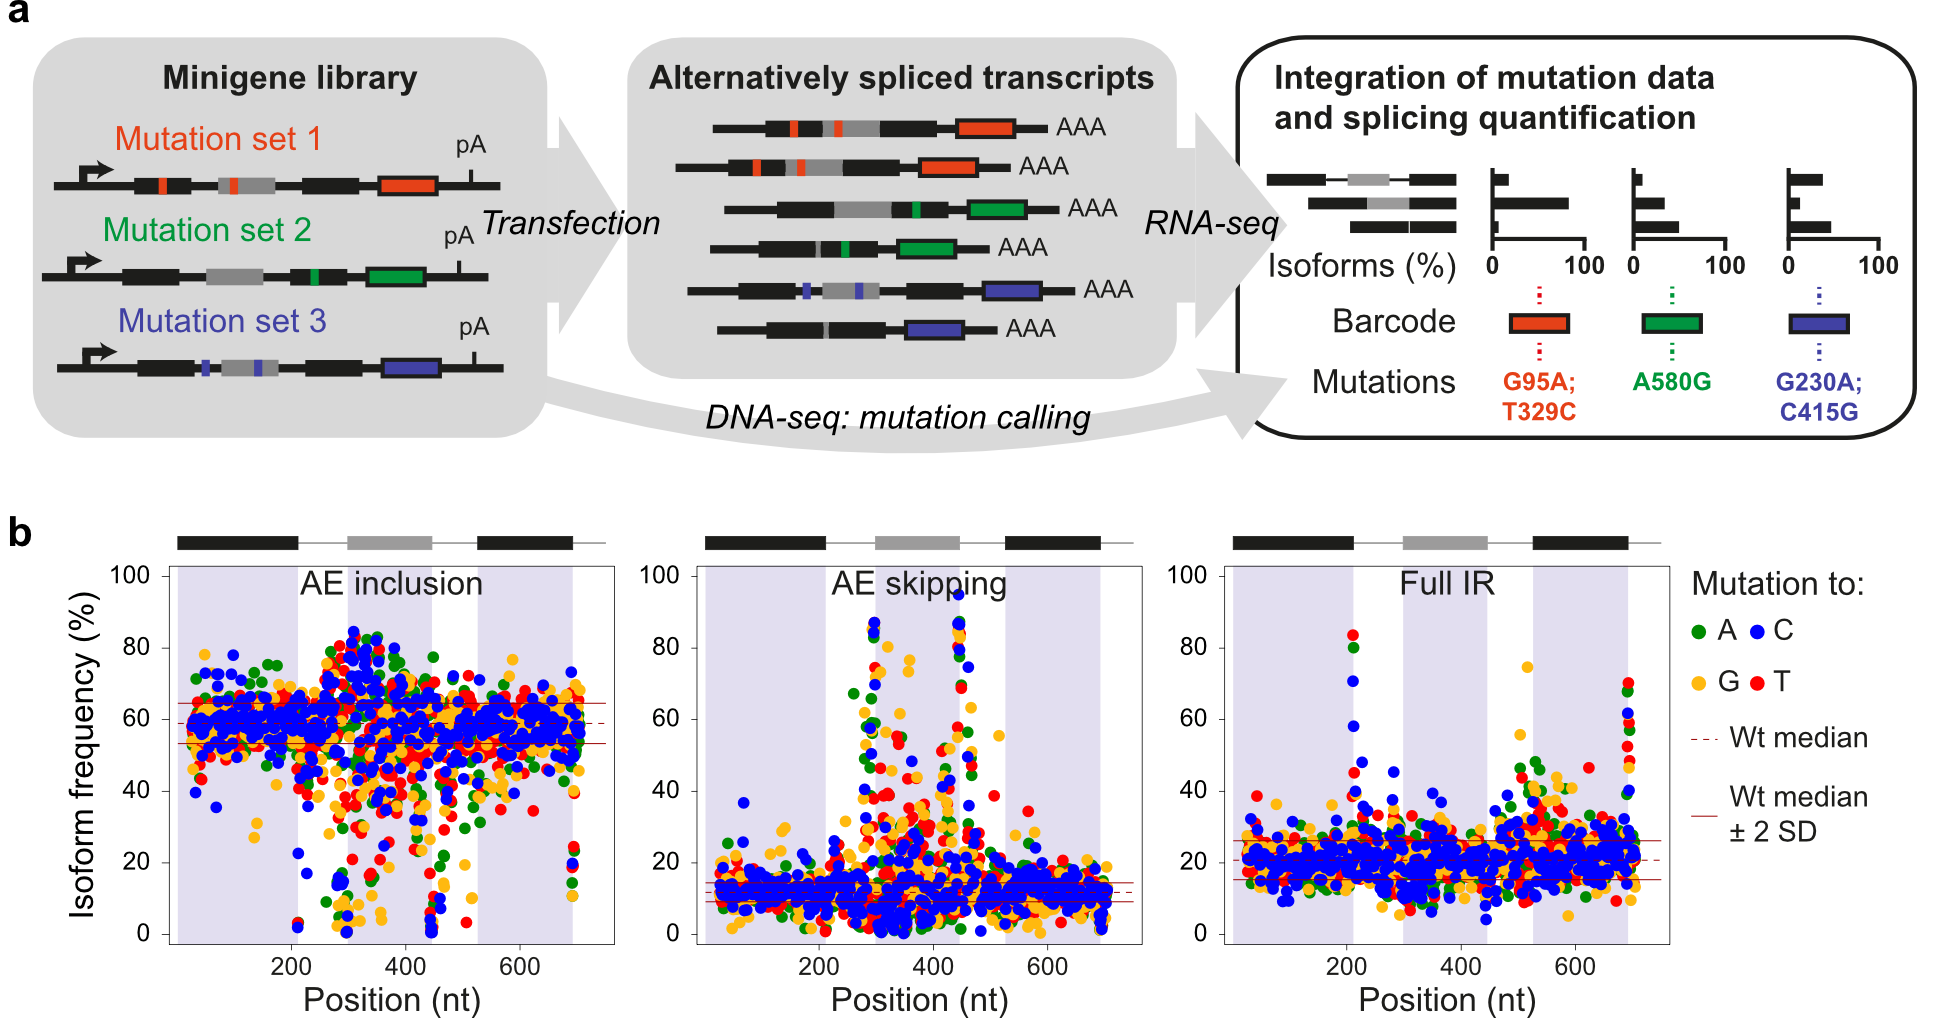 a
Minigene library
Mutation set 1
pA
Mutation set 2
pA
Mutation set 3
pA
Transfection
Alternatively spliced transcripts
AAA
AAA
AAA
AAA
AAA
AAA
RNA-seq
DNA-seq: mutation calling
Integration of mutation data
and splicing quantification
Isoforms (%)
0 100 0 100 0 100
Barcode
Mutations
G95A;
T329C
A580G
G230A;
C415G
b
Isoform frequency (%)
AE inclusion
100
80
60
40
20
0
200 400 600
Position (nt)
AE skipping
100
80
60
40
20
0
200 400 600
Position (nt)
Full IR
100
80
60
40
20
0
200 400 600
Position (nt)
Mutation to:
A C
G T
Wt median
Wt median
± 2 SD